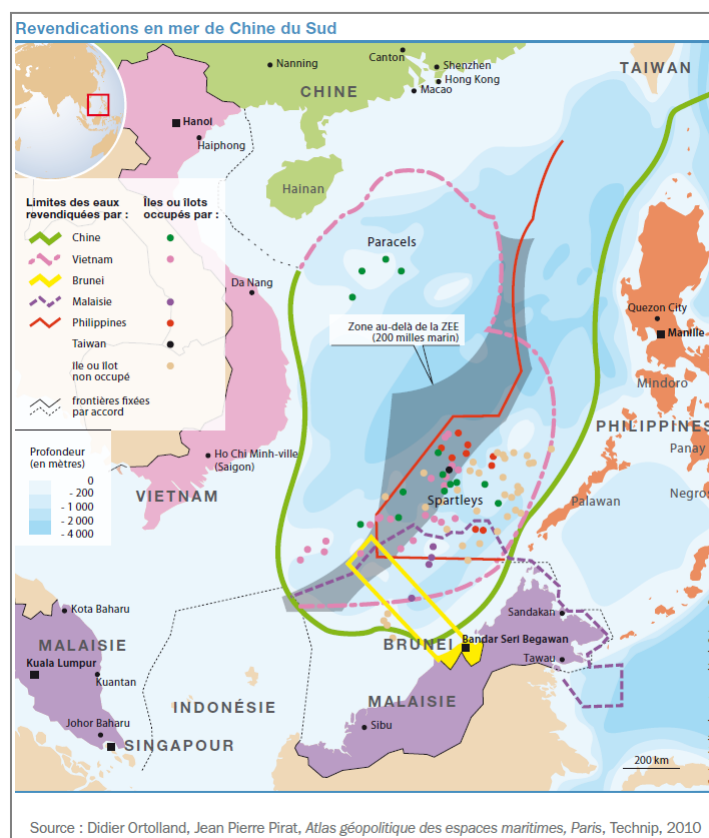 Revendications en mer de Chine du Sud
TAIWAN
Nanning
Canton
Shenzhen
Hong Kong
Macao
CHINE
Hanoi
Haiphong
Hainan
Limites des eaux
revendiquées par :
Îles ou îlots
occupés par :
Chine
Vietnam
Brunei
Malaisie
Philippines
Taiwan
Ile ou îlot
non occupé
frontières fixées
par accord
Paracels
Da Nang
Zone au-delà de la ZEE
(200 milles marin)
Quezon City
Manille
Mindoro
PHILIPPINES
Panay
Negros
Palawan
Profondeur
(en mètres)
0
- 200
- 1 000
- 2 000
- 4 000
Ho Chi Minh-ville
(Saigon)
VIETNAM
Spartleys
Kota Baharu
MALAISIE
Kuala Lumpur
Kuantan
Johor Baharu
SINGAPOUR
INDONÉSIE
Sandakan
BRUNEI
Bandar Seri Begawan
Tawau
MALAISIE
Sibu
200 km
Source : Didier Ortolland, Jean Pierre Pirat, Atlas géopolitique des espaces maritimes, Paris, Technip, 2010